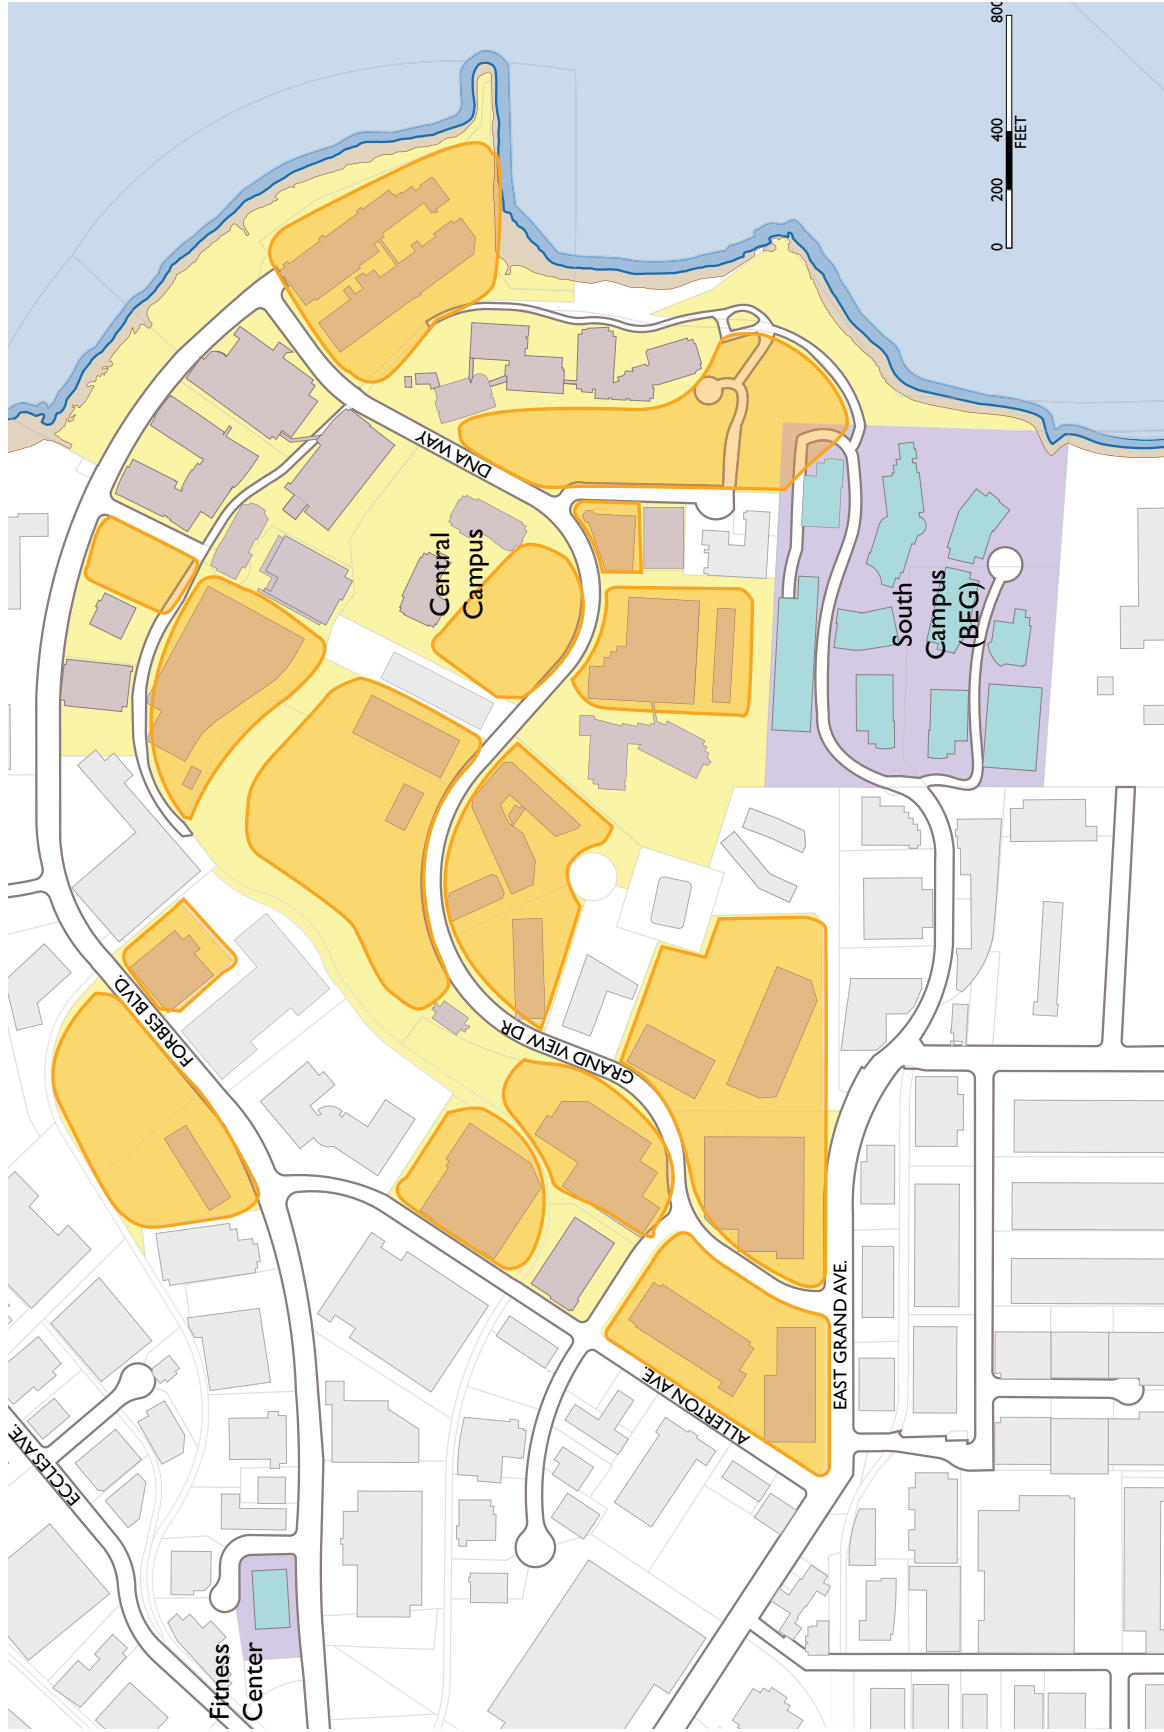 0 200 400 800
FEET
DNA WAY
Central
Campus
South
Campus
(BEG)
FORBES BLVD.
GRAND VIEW DR
ALLERTON AVE.
EAST GRAND AVE.
ECCLES AVE.
Fitness
Center